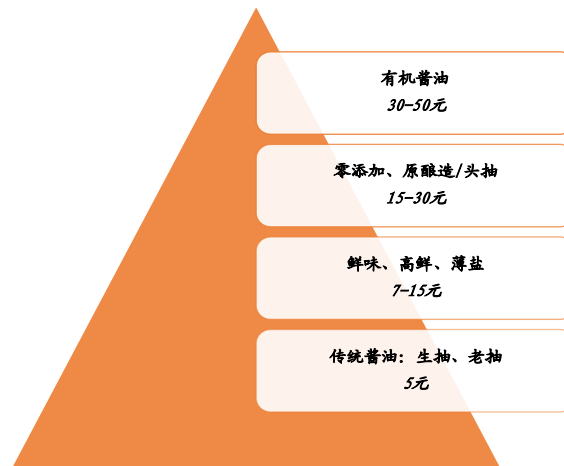 有机酱油
30-50元
零添加、原酿造/头抽
15-30元
鲜味、高鲜、薄盐
7-15元
传统酱油：生抽、老抽
5元